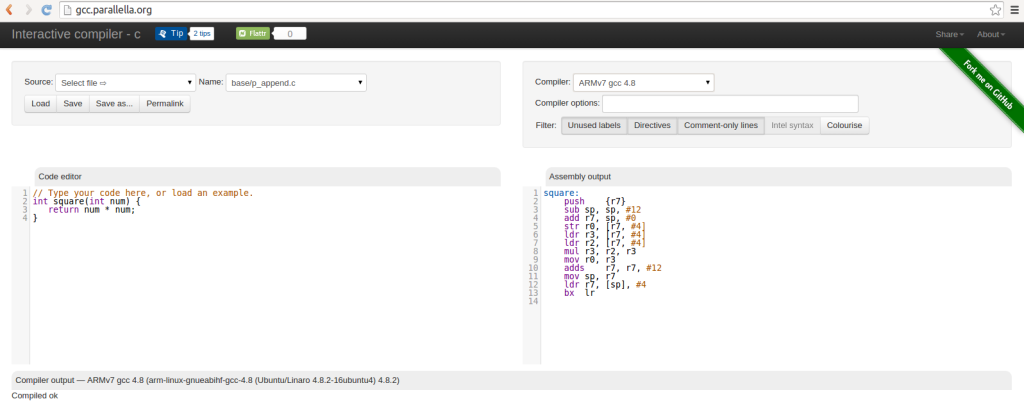 gcc.parallella.org
Interactive compiler - c Tip 2 tips Flattr 0 Share About
Fork me on GitHub
Source: Select file ⇨ Name: base/p_append.c
Load Save Save as... Permalink
Compiler: ARMv7 gcc 4.8
Compiler options:
Filter: Unused labels Directives Comment-only lines Intel syntax Colourise
Code editor
1 // Type your code here, or load an example.
2 int square(int num) {
3 return num * num;
4 }
Assembly output
1 square:
2 push {r7}
3 sub sp, sp, #12
4 add r7, sp, #0
5 str r0, [r7, #4]
6 ldr r3, [r7, #4]
7 ldr r2, [r7, #4]
8 mul r3, r2, r3
9 mov r0, r3
10 adds r7, r7, #12
11 mov sp, r7
12 ldr r7, [sp], #4
13 bx lr
14
Compiler output — ARMv7 gcc 4.8 (arm-linux-gnueabihf-gcc-4.8 (Ubuntu/Linaro 4.8.2-16ubuntu4) 4.8.2)
Compiled ok